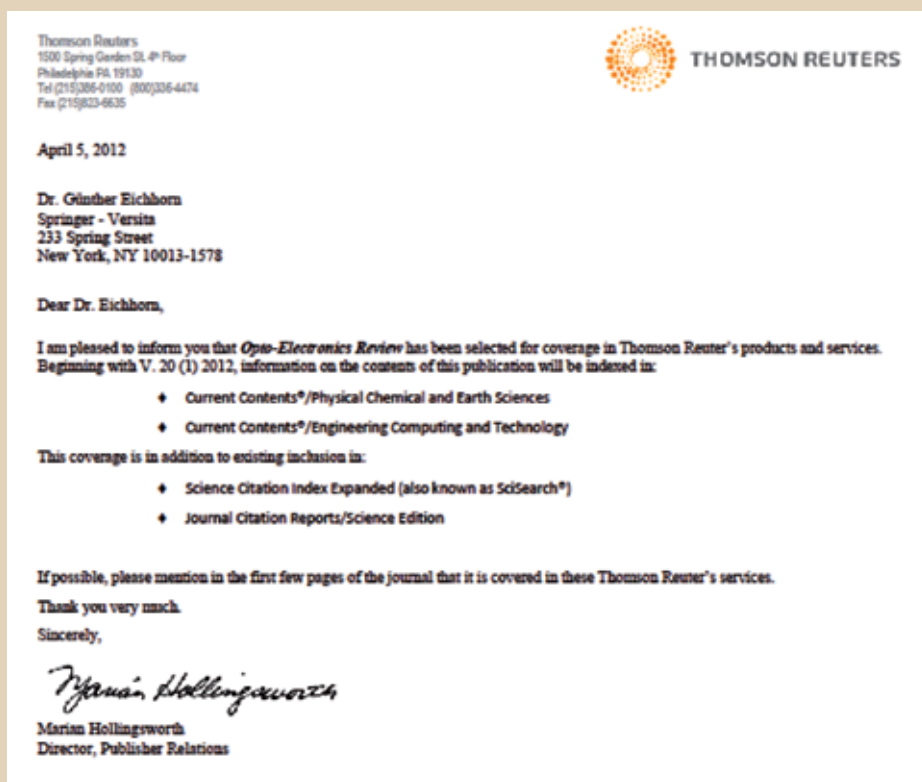 Thomson Reuters
1500 Spring Garden St. 4th Floor
Philadelphia PA 19130
Tel (215)386-0100 (800)336-4474
Fax (215)823-6635
THOMSON REUTERS
April 5, 2012
Dr. Günther Eichhorn
Springer - Versita
233 Spring Street
New York, NY 10013-1578
Dear Dr. Eichhorn,
I am pleased to inform you that Opto-Electronics Review has been selected for coverage in Thomson Reuter's products and services.
Beginning with V. 20 (1) 2012, information on the contents of this publication will be indexed in:
♦ Current Contents®/Physical Chemical and Earth Sciences
♦ Current Contents®/Engineering Computing and Technology
This coverage is in addition to existing inclusion in:
♦ Science Citation Index Expanded (also known as SciSearch®)
♦ Journal Citation Reports/Science Edition
If possible, please mention in the first few pages of the journal that it is covered in these Thomson Reuter's services.
Thank you very much.
Sincerely,
Marian Hollingsworth
Marian Hollingsworth
Director, Publisher Relations